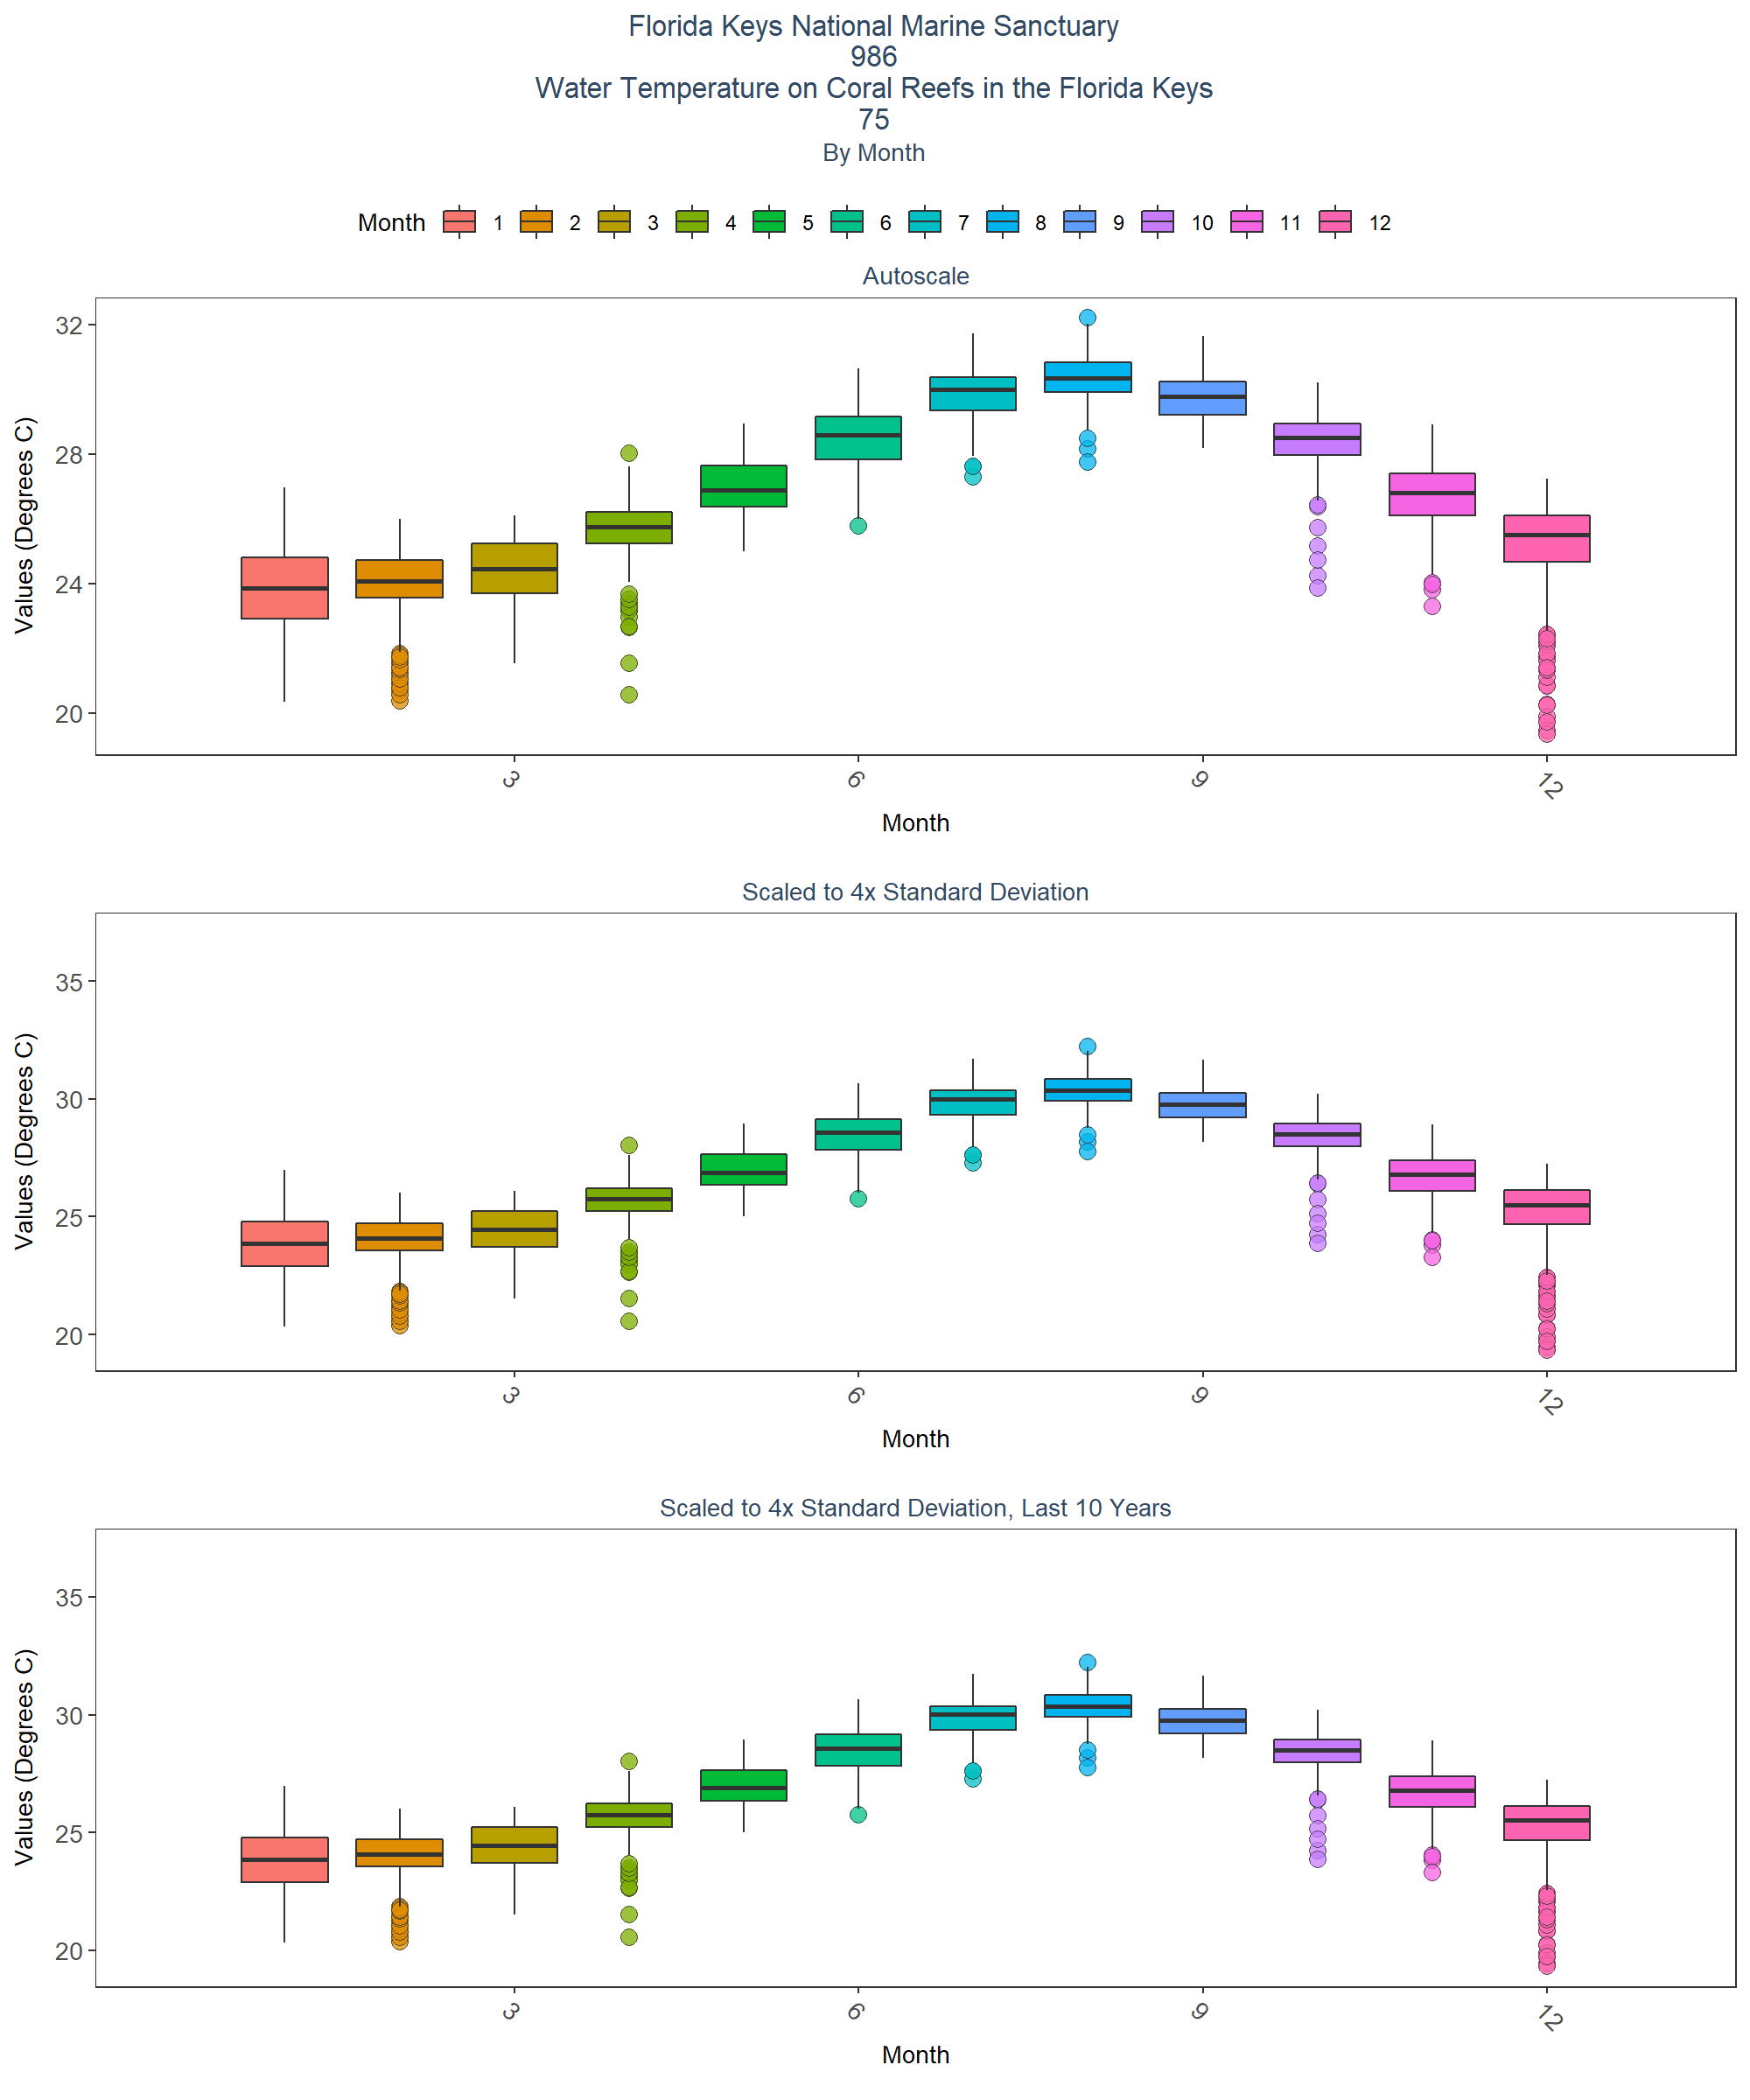 Florida Keys National Marine Sanctuary
986
Water Temperature on Coral Reefs in the Florida Keys
75
By Month
Month 1 2 3 4 5 6 7 8 9 10 11 12
Autoscale
Values (Degrees C)
32
28
24
20
3 6 9 12
Month
Scaled to 4x Standard Deviation
Values (Degrees C)
35
30
25
20
3 6 9 12
Month
Scaled to 4x Standard Deviation, Last 10 Years
Values (Degrees C)
35
30
25
20
3 6 9 12
Month